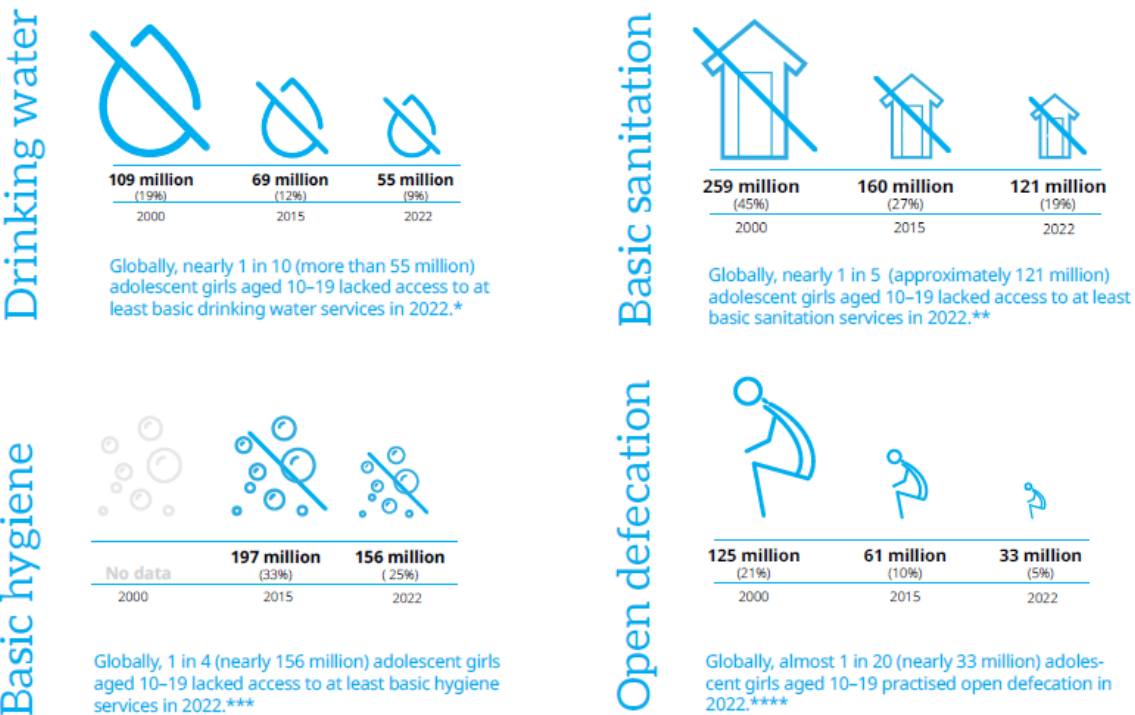 Drinking water
109 million
(19%)
2000
69 million
(12%)
2015
55 million
(9%)
2022
Globally, nearly 1 in 10 (more than 55 million)
adolescent girls aged 10–19 lacked access to at
least basic drinking water services in 2022.*
Basic sanitation
259 million
(45%)
2000
160 million
(27%)
2015
121 million
(19%)
2022
Globally, nearly 1 in 5 (approximately 121 million)
adolescent girls aged 10–19 lacked access to at least
basic sanitation services in 2022.**
Basic hygiene
No data
2000
197 million
(33%)
2015
156 million
( 25%)
2022
Globally, 1 in 4 (nearly 156 million) adolescent girls
aged 10–19 lacked access to at least basic hygiene
services in 2022.***
Open defecation
125 million
(21%)
2000
61 million
(10%)
2015
33 million
(5%)
2022
Globally, almost 1 in 20 (nearly 33 million) adoles-
cent girls aged 10–19 practised open defecation in
2022.****